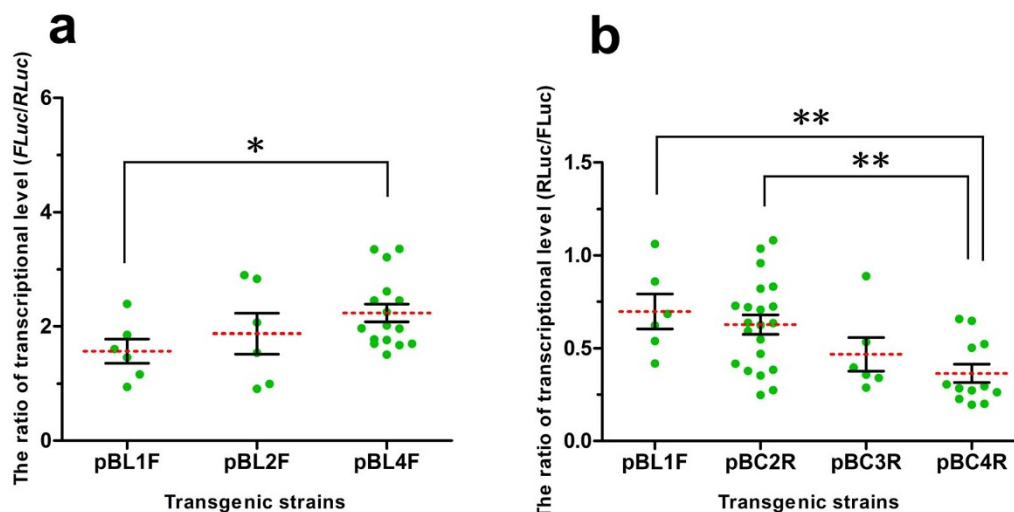 a
The ratio of transcriptional level (FLuc/RLuc)
6
4
2
0
*
pBL1F pBL2F pBL4F
Transgenic strains
b
The ratio of transcriptional level (RLuc/FLuc)
1.5
1.0
0.5
0.0
**
**
pBL1F pBC2R pBC3R pBC4R
Transgenic strains